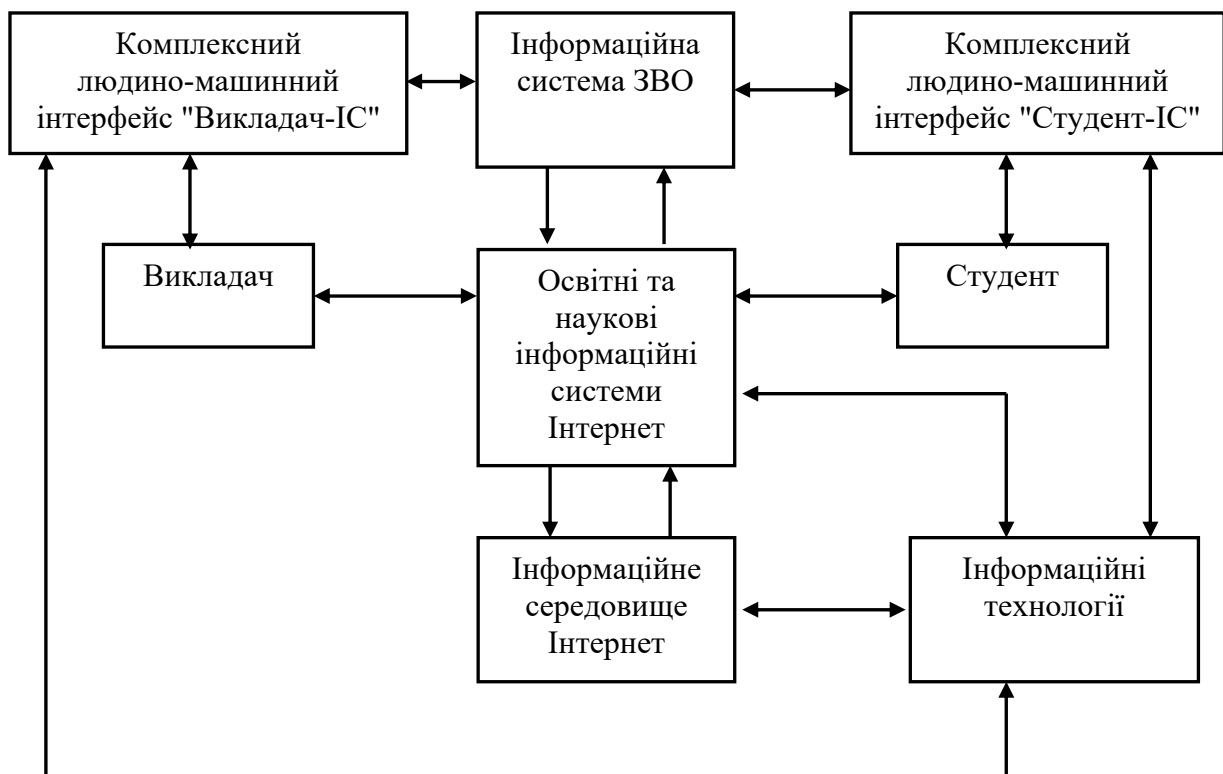 Комплексний
людино-машинний
інтерфейс "Викладач-ІС"
Інформаційна
система ЗВО
Комплексний
людино-машинний
інтерфейс "Студент-ІС"
Викладач
Освітні та
наукові
інформаційні
системи
Інтернет
Студент
Інформаційне
середовище
Інтернет
Інформаційні
технології